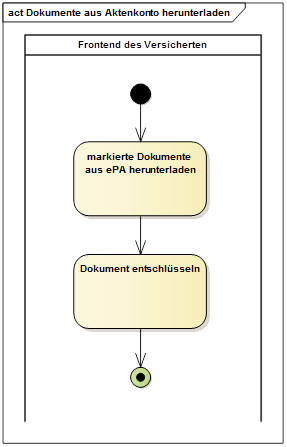 act Dokumente aus Aktenkonto herunterladen
Frontend des Versicherten
markierte Dokumente
aus ePA herunterladen
Dokument entschlüsseln